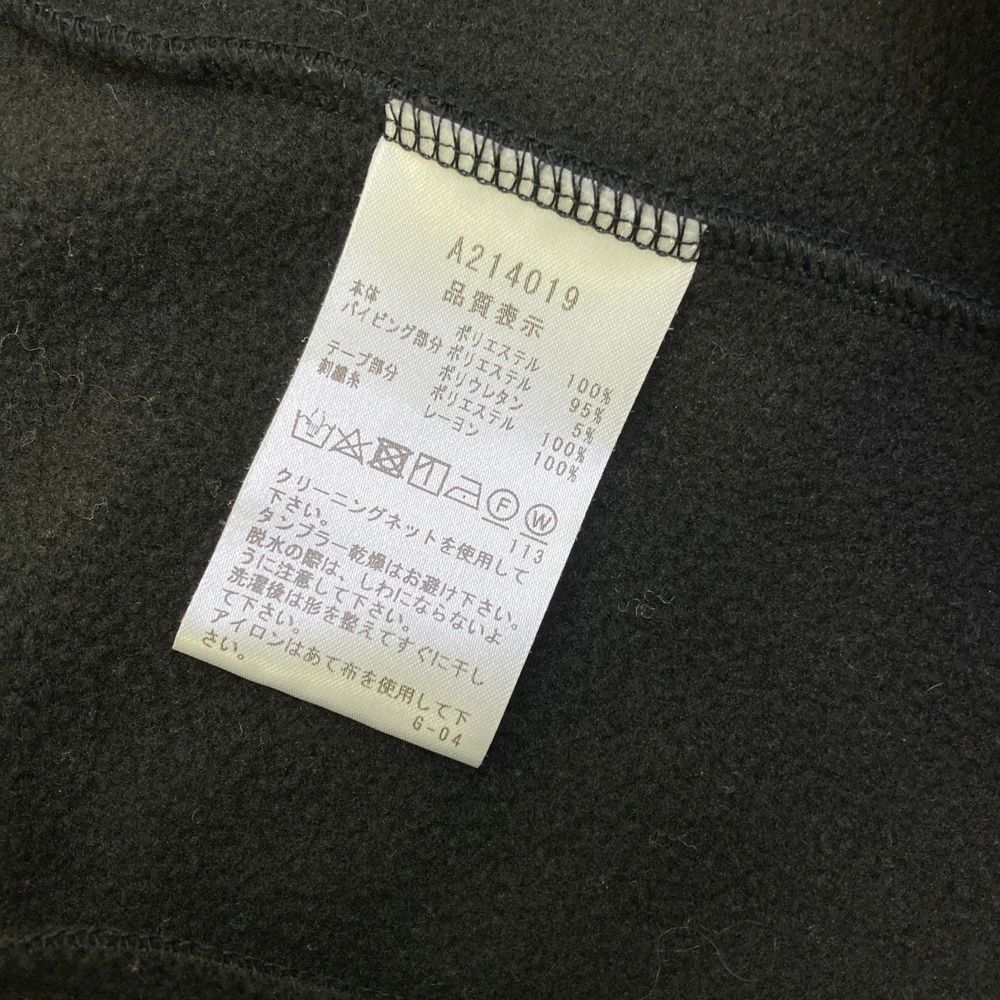 A214019
品質表示
本体 ポリエステル 100%
パイピング部分 ポリエステル 95%
ポリウレタン 5%
テープ部分 ポリエステル 100%
刺繍糸 レーヨン 100%
F W
113
クリーニングネットを使用して
下さい。
タンブラー乾燥はお避け下さい。
脱水の際は、しわにならないよ
うに注意して下さい。
洗濯後は形を整えてすぐに干し
て下さい。
アイロンはあて布を使用して下
さい。
G-04